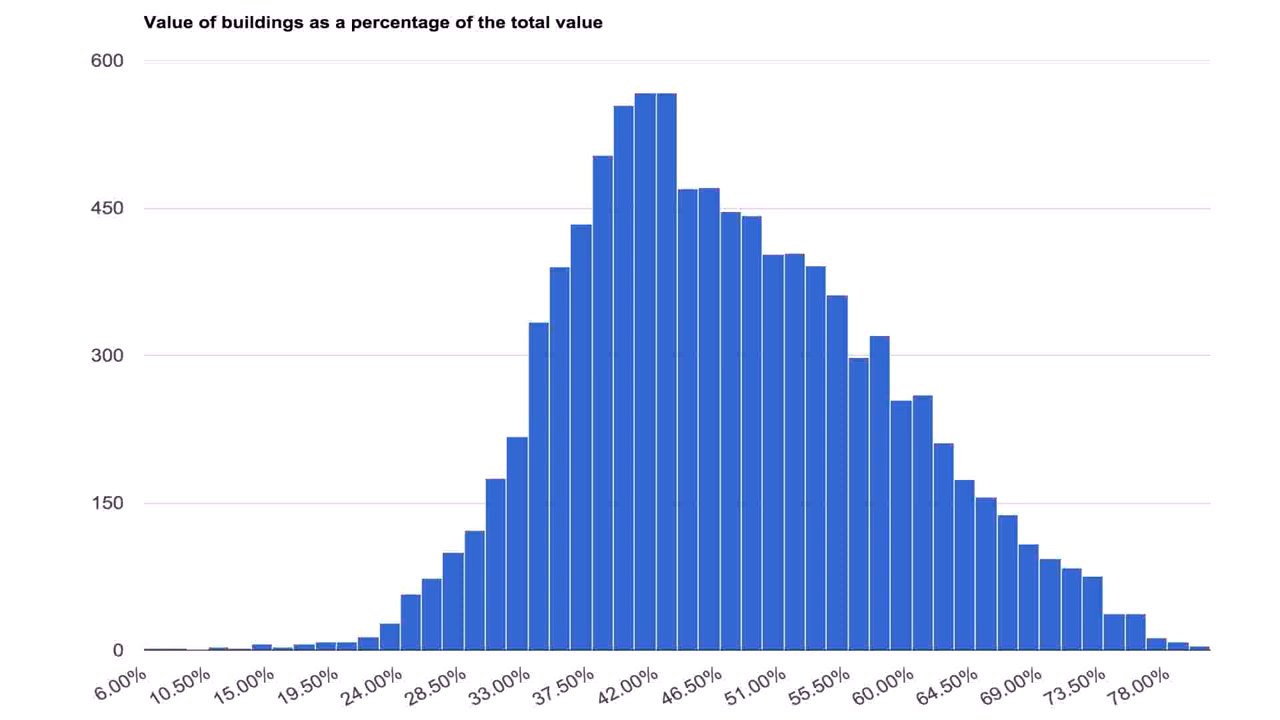 Value of buildings as a percentage of the total value
600
450
300
150
0
6.00% 10.50% 15.00% 19.50% 24.00% 28.50% 33.00% 37.50% 42.00% 46.50% 51.00% 55.50% 60.00% 64.50% 69.00% 73.50% 78.00%